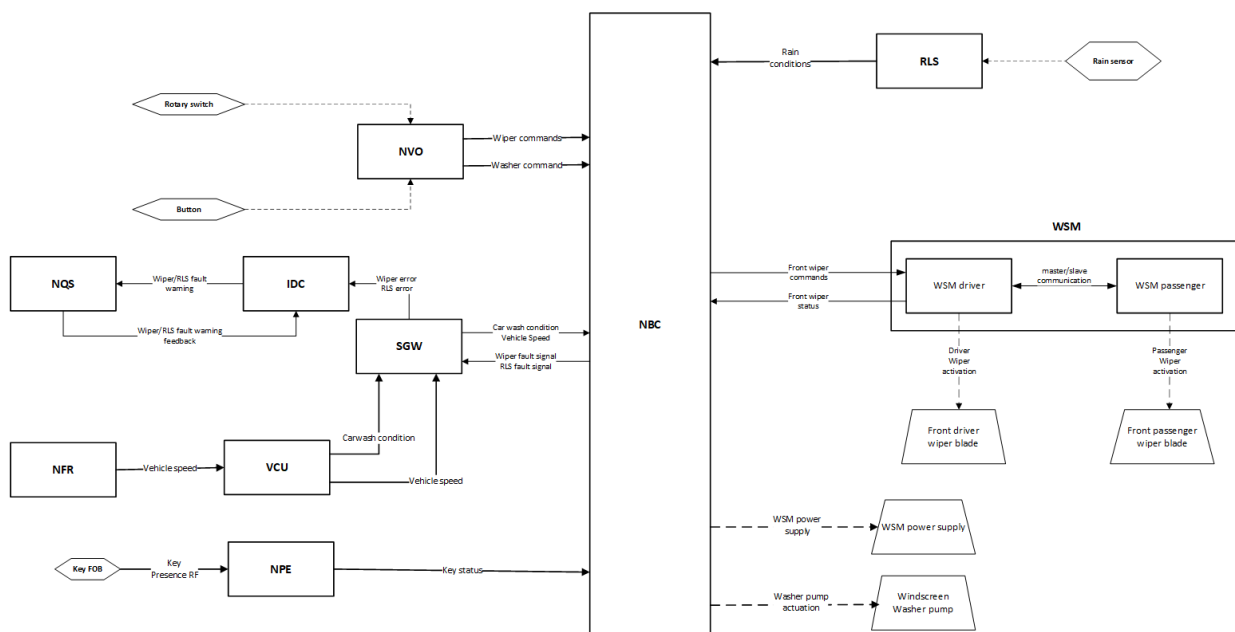 Rain
conditions
RLS
Rain sensor
Rotary switch
NVO
Wiper commands
Washer command
Button
WSM
NQS
Wiper/RLS fault
warning
IDC
Wiper error
RLS error
Front wiper
commands
WSM driver
master/slave
communication
WSM passenger
Front wiper
status
NBC
Wiper/RLS fault warning
feedback
SGW
Car wash condition
Vehicle Speed
Wiper fault signal
RLS fault signal
Driver
Wiper
activation
Passenger
Wiper
activation
Front driver
wiper blade
Front passenger
wiper blade
Carwash condition
NFR
Vehicle speed
VCU
Vehicle speed
WSM power
supply
WSM power supply
Key FOB
Key
Presence RF
NPE
Key status
Washer pump
actuation
Windscreen
Washer pump